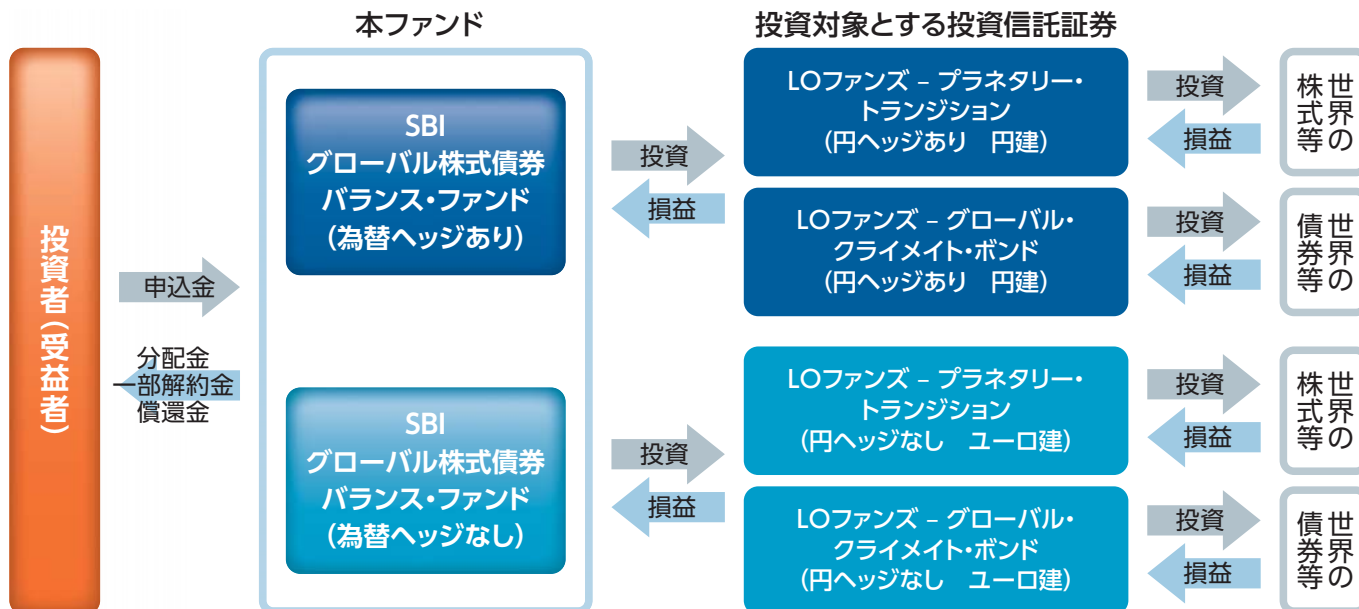 本ファンド
投資対象とする投資信託証券
投資者(受益者)
申込金
分配金
一部解約金
償還金
SBI
グローバル株式債券
バランス・ファンド
(為替ヘッジあり)
投資
損益
LOファンズ – プラネタリー・
トランジション
(円ヘッジあり　円建)
投資
損益
世界の
株式等
LOファンズ – グローバル・
クライメイト・ボンド
(円ヘッジあり　円建)
投資
損益
世界の
債券等
SBI
グローバル株式債券
バランス・ファンド
(為替ヘッジなし)
投資
損益
LOファンズ – プラネタリー・
トランジション
(円ヘッジなし　ユーロ建)
投資
損益
世界の
株式等
LOファンズ – グローバル・
クライメイト・ボンド
(円ヘッジなし　ユーロ建)
投資
損益
世界の
債券等